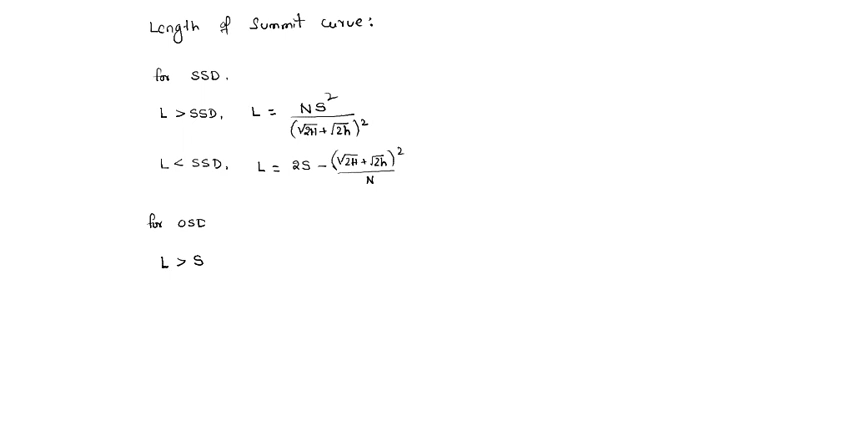 Length of Summit curve:
for SSD.
L > SSD, L = NS² / (√2H + √2h)²
L < SSD, L = 2S - (√2H + √2h)² / N
for OSD
L > S